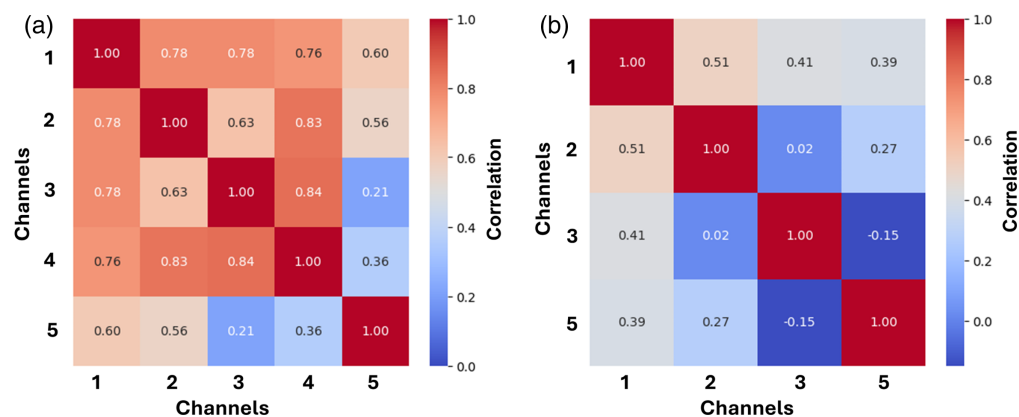 (a)
1 1.00 0.78 0.78 0.76 0.60
2 0.78 1.00 0.63 0.83 0.56
3 0.78 0.63 1.00 0.84 0.21
4 0.76 0.83 0.84 1.00 0.36
5 0.60 0.56 0.21 0.36 1.00
1 2 3 4 5
Channels
Channels
1.0
0.8
0.6
0.4
0.2
0.0
Correlation
(b)
1 1.00 0.51 0.41 0.39
2 0.51 1.00 0.02 0.27
3 0.41 0.02 1.00 -0.15
5 0.39 0.27 -0.15 1.00
1 2 3 5
Channels
Channels
1.0
0.8
0.6
0.4
0.2
0.0
Correlation